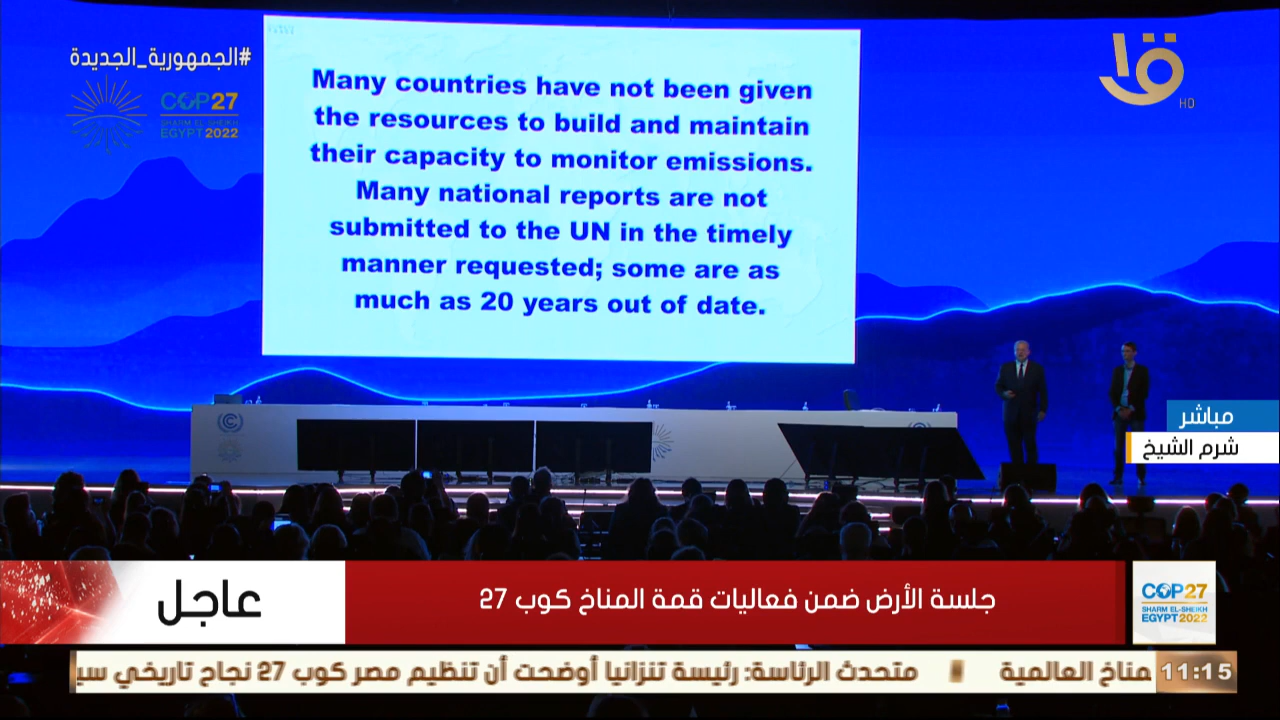 #الجمهورية_الجديدة
COP27
SHARM EL-SHEIKH
EGYPT 2022
HD
Many countries have not been given
the resources to build and maintain
their capacity to monitor emissions.
Many national reports are not
submitted to the UN in the timely
manner requested; some are as
much as 20 years out of date.
مباشر
شرم الشيخ
عاجل
جلسة الأرض ضمن فعاليات قمة المناخ كوب 27
COP27
SHARM EL-SHEIKH
EGYPT 2022
مناخ العالمية
متحدث الرئاسة: رئيسة تنزانيا أوضحت أن تنظيم مصر كوب 27 نجاح تاريخي
11:15